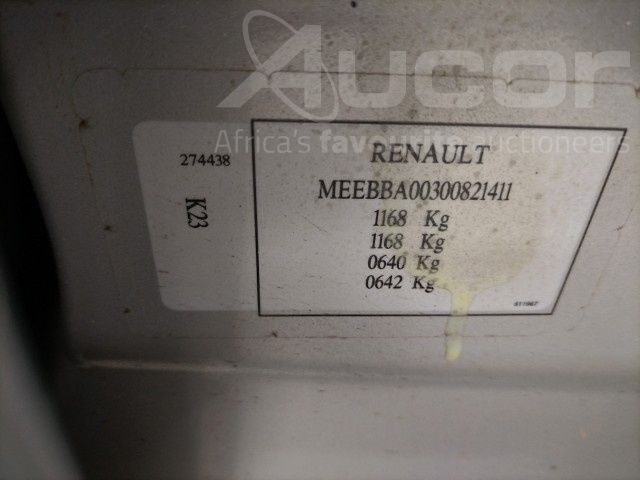 Aucor
Africa's favourite auctioneers
274438
K23
RENAULT
MEEBBA00300821411
1168 Kg
1168 Kg
0640 Kg
0642 Kg